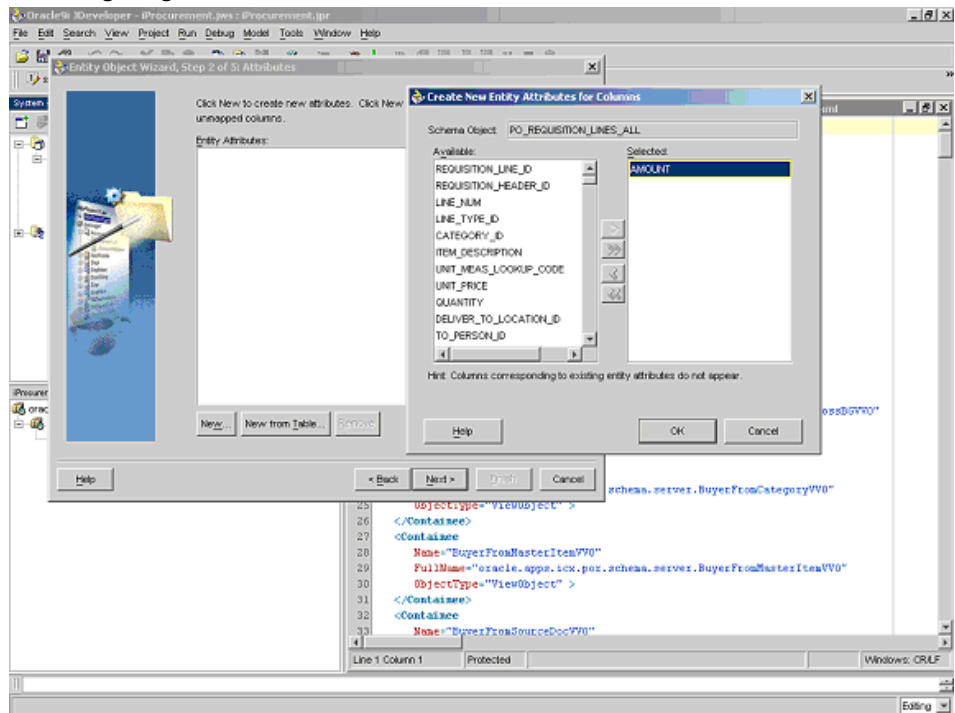 Oracle9i JDeveloper - iProcurement.jws : iProcurement.jpr
File Edit Search View Project Run Debug Model Tools Window Help
Entity Object Wizard, Step 2 of 5: Attributes
Create New Entity Attributes for Columns
System
Click New to create new attributes. Click New
unmapped columns.
Entity Attributes:
Schema Object: PO_REQUISITION_LINES_ALL
Available:
Selected:
REQUISITION_LINE_ID
AMOUNT
REQUISITION_HEADER_ID
LINE_NUM
LINE_TYPE_ID
CATEGORY_ID
ITEM_DESCRIPTION
UNIT_MEAS_LOOKUP_CODE
UNIT_PRICE
QUANTITY
DELIVER_TO_LOCATION_ID
TO_PERSON_ID
Hint: Columns corresponding to existing entity attributes do not appear.
New... New from Table... Remove
Help OK Cancel
Help < Back Next > Finish Cancel
iProcurer
orac
ossBGVVO"
.schema.server.BuyerFromCategoryVVO"
25 ObjectType="ViewObject" >
26 </Containee>
27 <Containee
28 Name="BuyerFromMasterItemVVO"
29 FullName="oracle.apps.icx.por.schema.server.BuyerFromMasterItemVVO"
30 ObjectType="ViewObject" >
31 </Containee>
32 <Containee
33 Name="BuyerFromSourceDocVVO"
Line 1 Column 1 Protected Windows: CR/LF
Editing